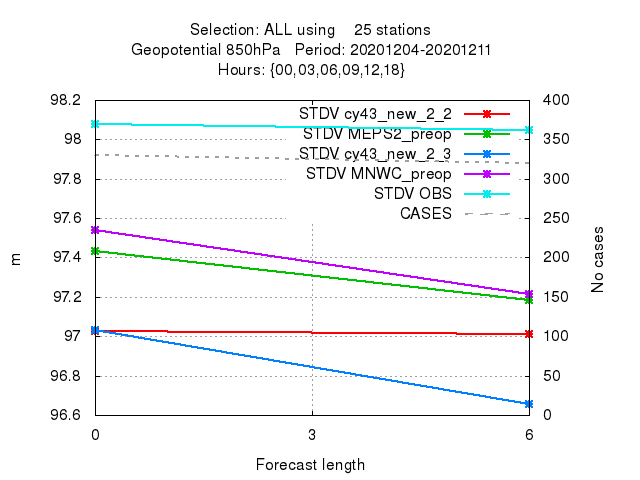 Selection: ALL using    25 stations
Geopotential 850hPa   Period: 20201204-20201211
Hours: {00,03,06,09,12,18}
98.2
98
97.8
97.6
97.4
97.2
97
96.8
96.6
m
400
350
300
250
200
150
100
50
0
No cases
STDV cy43_new_2_2
STDV MEPS2_preop
STDV cy43_new_2_3
STDV MNWC_preop
STDV OBS
CASES
0 3 6
Forecast length